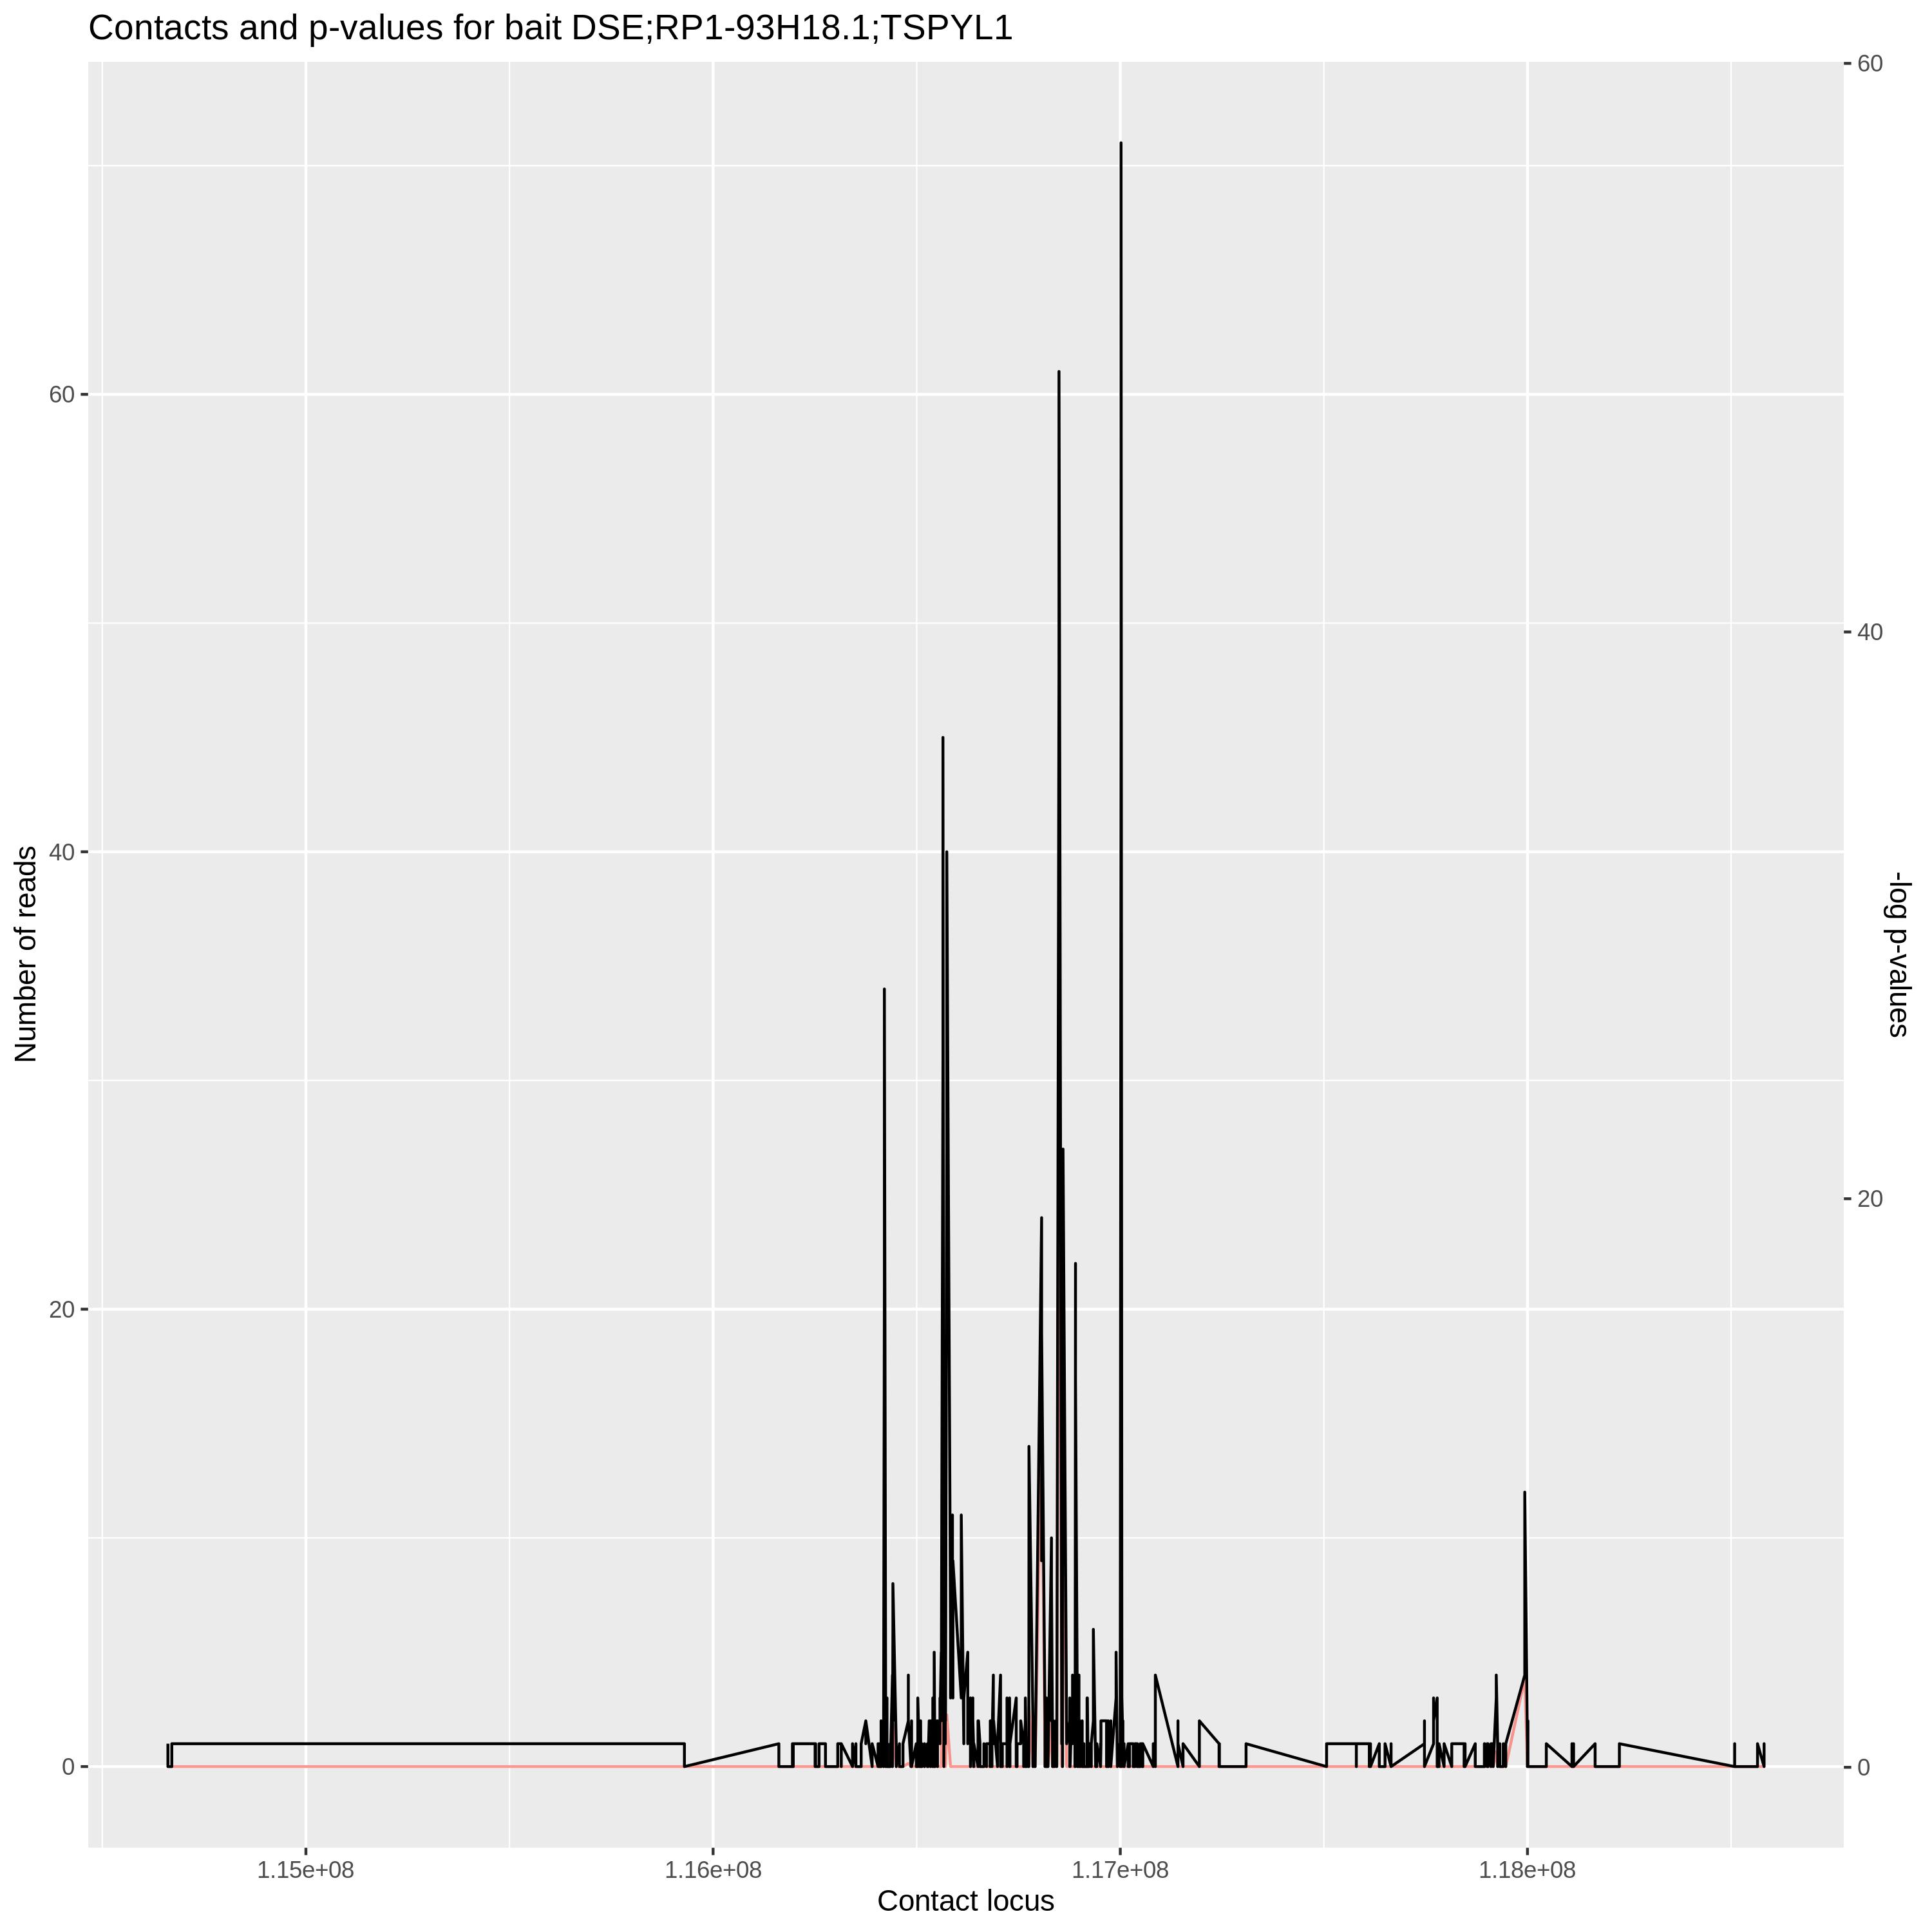 Contacts and p-values for bait DSE;RP1-93H18.1;TSPYL1
60
40
20
0
Number of reads
60
40
20
0
-log p-values
1.15e+08
1.16e+08
1.17e+08
1.18e+08
Contact locus